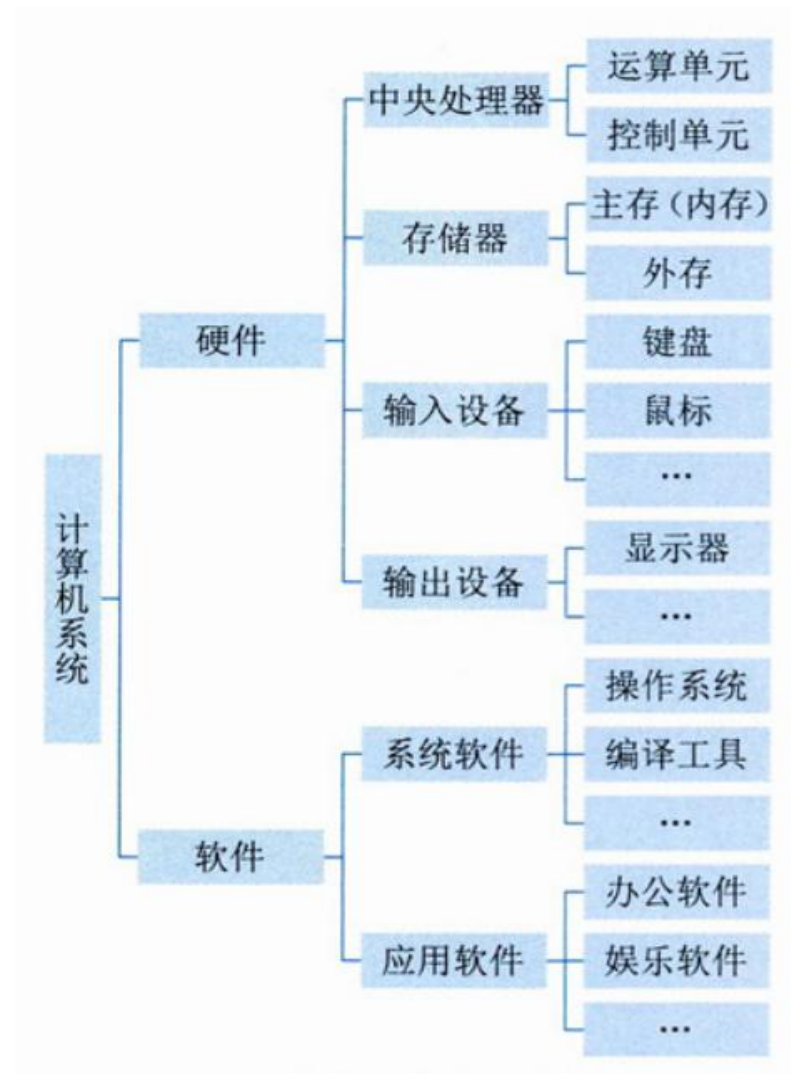 计算机系统
硬件
中央处理器
运算单元
控制单元
存储器
主存(内存)
外存
输入设备
键盘
鼠标
…
输出设备
显示器
…
软件
系统软件
操作系统
编译工具
…
应用软件
办公软件
娱乐软件
…